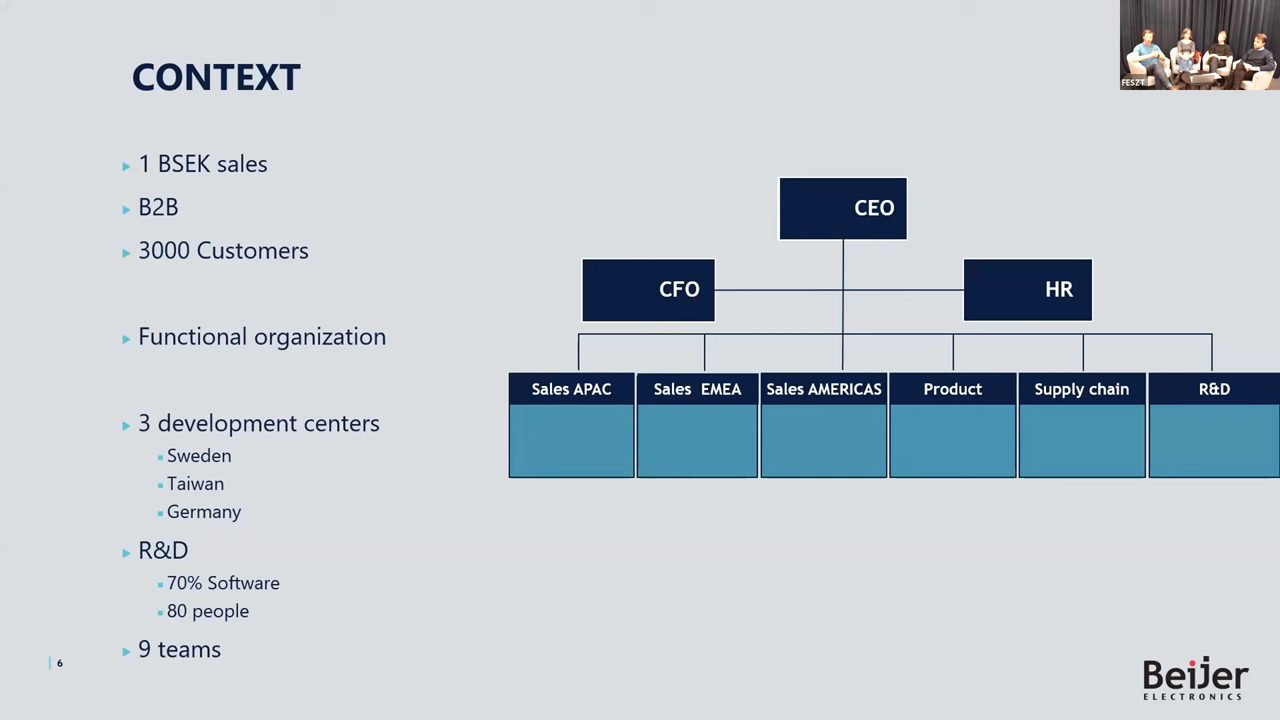 CONTEXT
FESZT
1 BSEK sales
B2B
3000 Customers
Functional organization
3 development centers
Sweden
Taiwan
Germany
R&D
70% Software
80 people
9 teams
CEO
CFO
HR
Sales APAC
Sales EMEA
Sales AMERICAS
Product
Supply chain
R&D
6
Beijer
ELECTRONICS